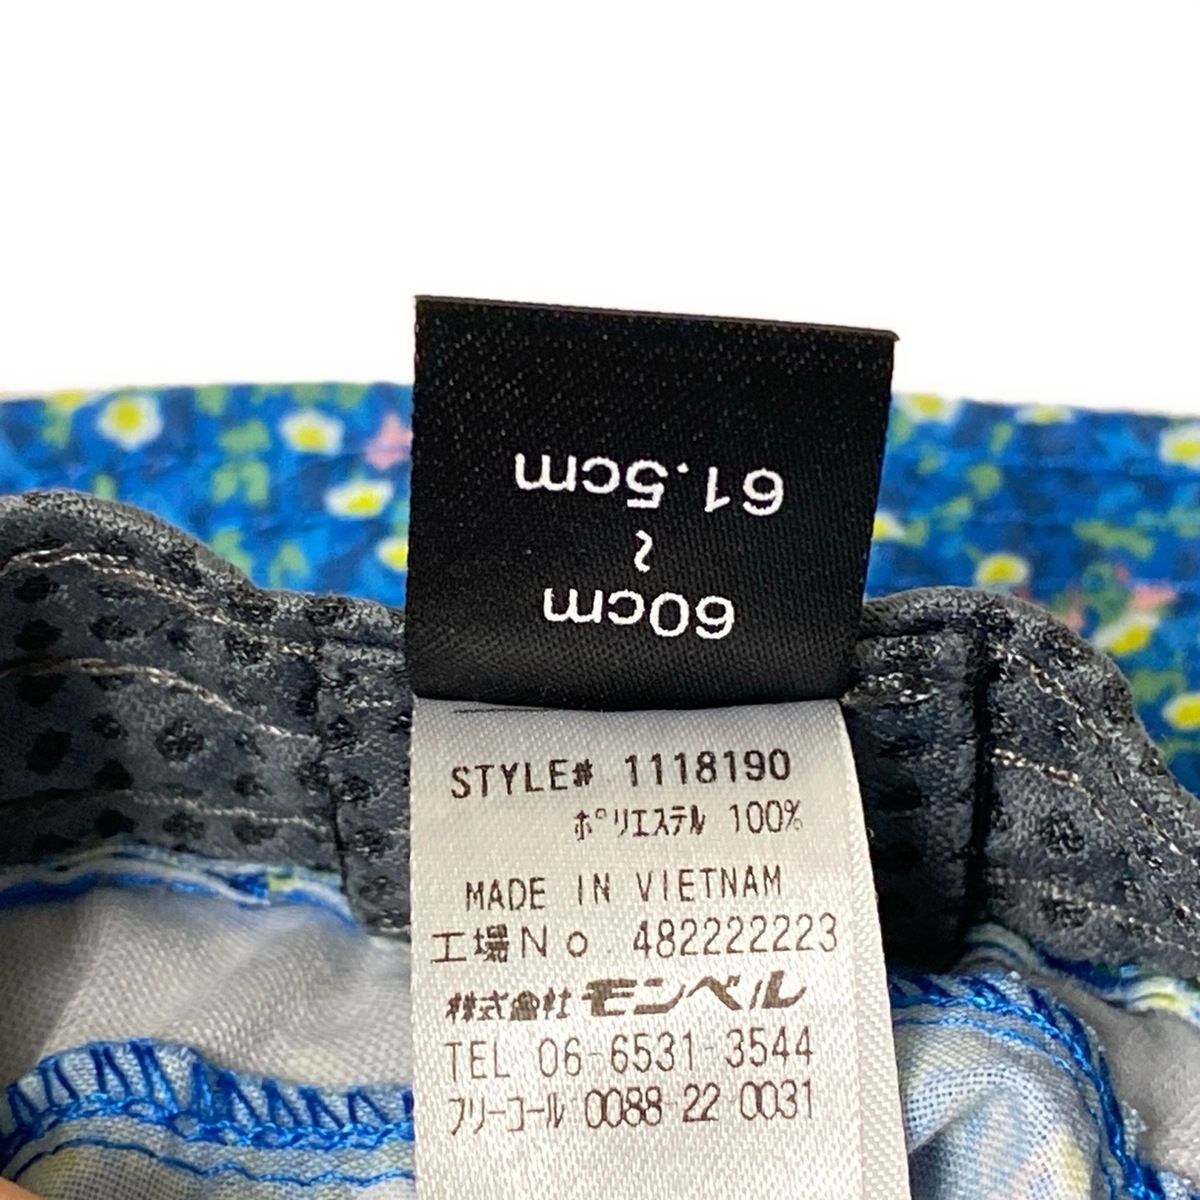 60cm
~
61.5cm
STYLE# 1118190
ポリエステル 100%
MADE IN VIETNAM
工場No. 482222223
株式会社 モンベル
TEL 06-6531-3544
フリーコール 0088 22 0031